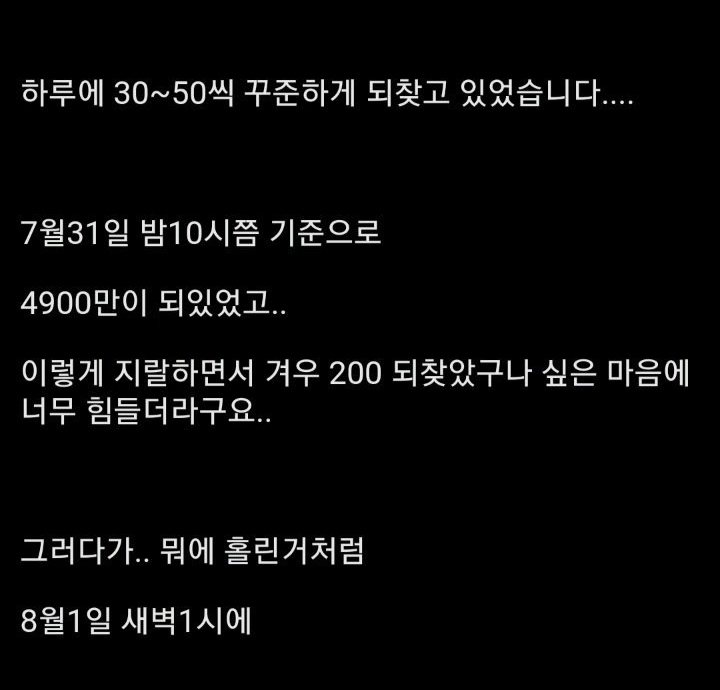 하루에 30~50씩 꾸준하게 되찾고 있었습니다....
7월31일 밤10시쯤 기준으로
4900만이 되있었고..
이렇게 지랄하면서 겨우 200 되찾았구나 싶은 마음에
너무 힘들더라구요..
그러다가.. 뭐에 홀린거처럼
8월1일 새벽1시에